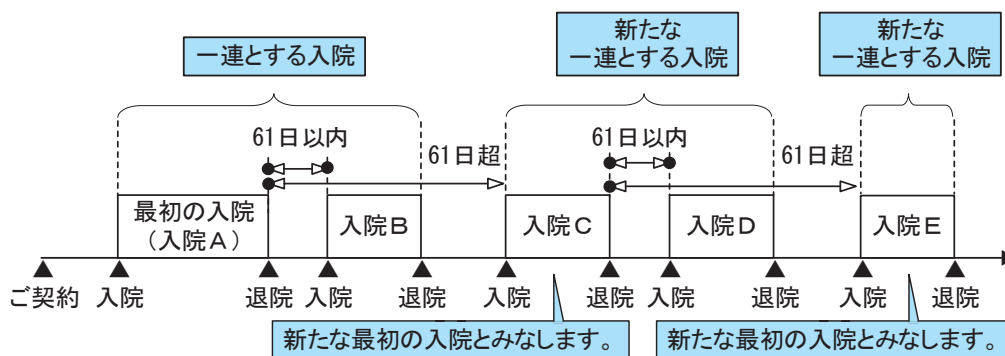 一連とする入院
新たな
一連とする入院
新たな
一連とする入院
61日以内
61日超
61日以内
61日超
最初の入院
（入院Ａ）
入院Ｂ
入院Ｃ
入院Ｄ
入院Ｅ
ご契約
入院
退院
入院
退院
入院
退院
入院
退院
入院
退院
新たな最初の入院とみなします。
新たな最初の入院とみなします。